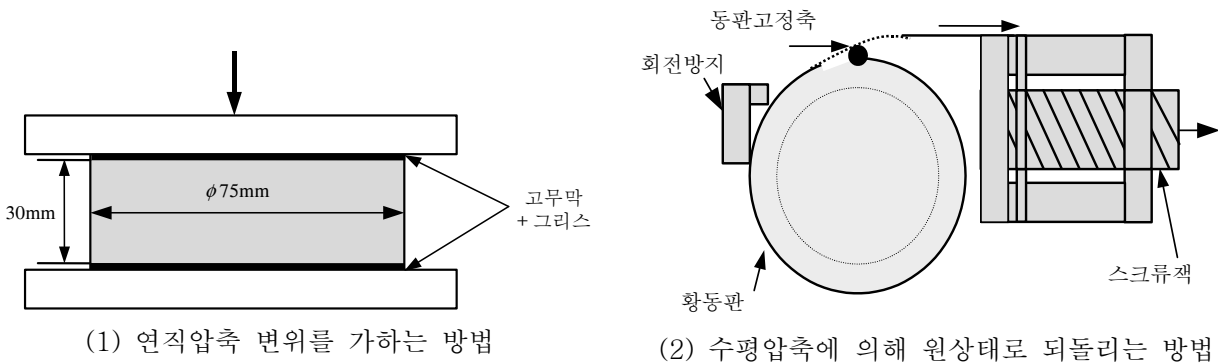 30mm
φ75mm
고무막
+ 그리스
(1) 연직압축 변위를 가하는 방법
동판고정축
회전방지
황동판
스크류잭
(2) 수평압축에 의해 원상태로 되돌리는 방법